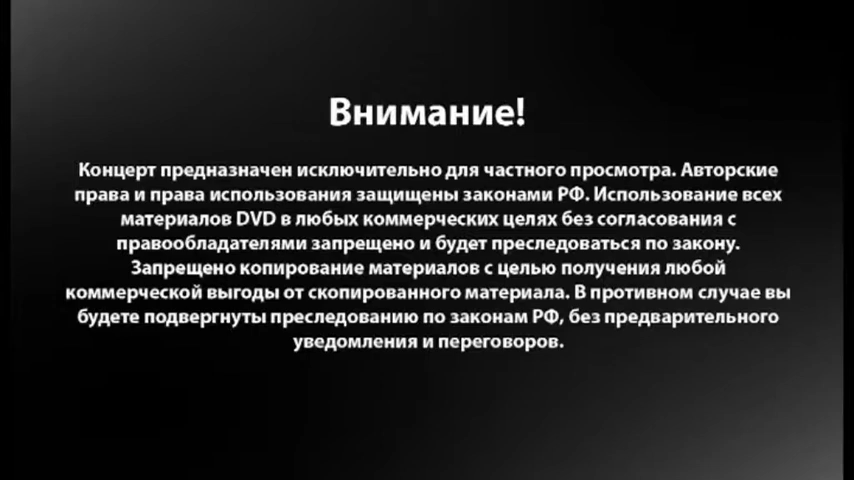 Внимание!
Концерт предназначен исключительно для частного просмотра. Авторские
права и права использования защищены законами РФ. Использование всех
материалов DVD в любых коммерческих целях без согласования с
правообладателями запрещено и будет преследоваться по закону.
Запрещено копирование материалов с целью получения любой
коммерческой выгоды от скопированного материала. В противном случае вы
будете подвергнуты преследованию по законам РФ, без предварительного
уведомления и переговоров.